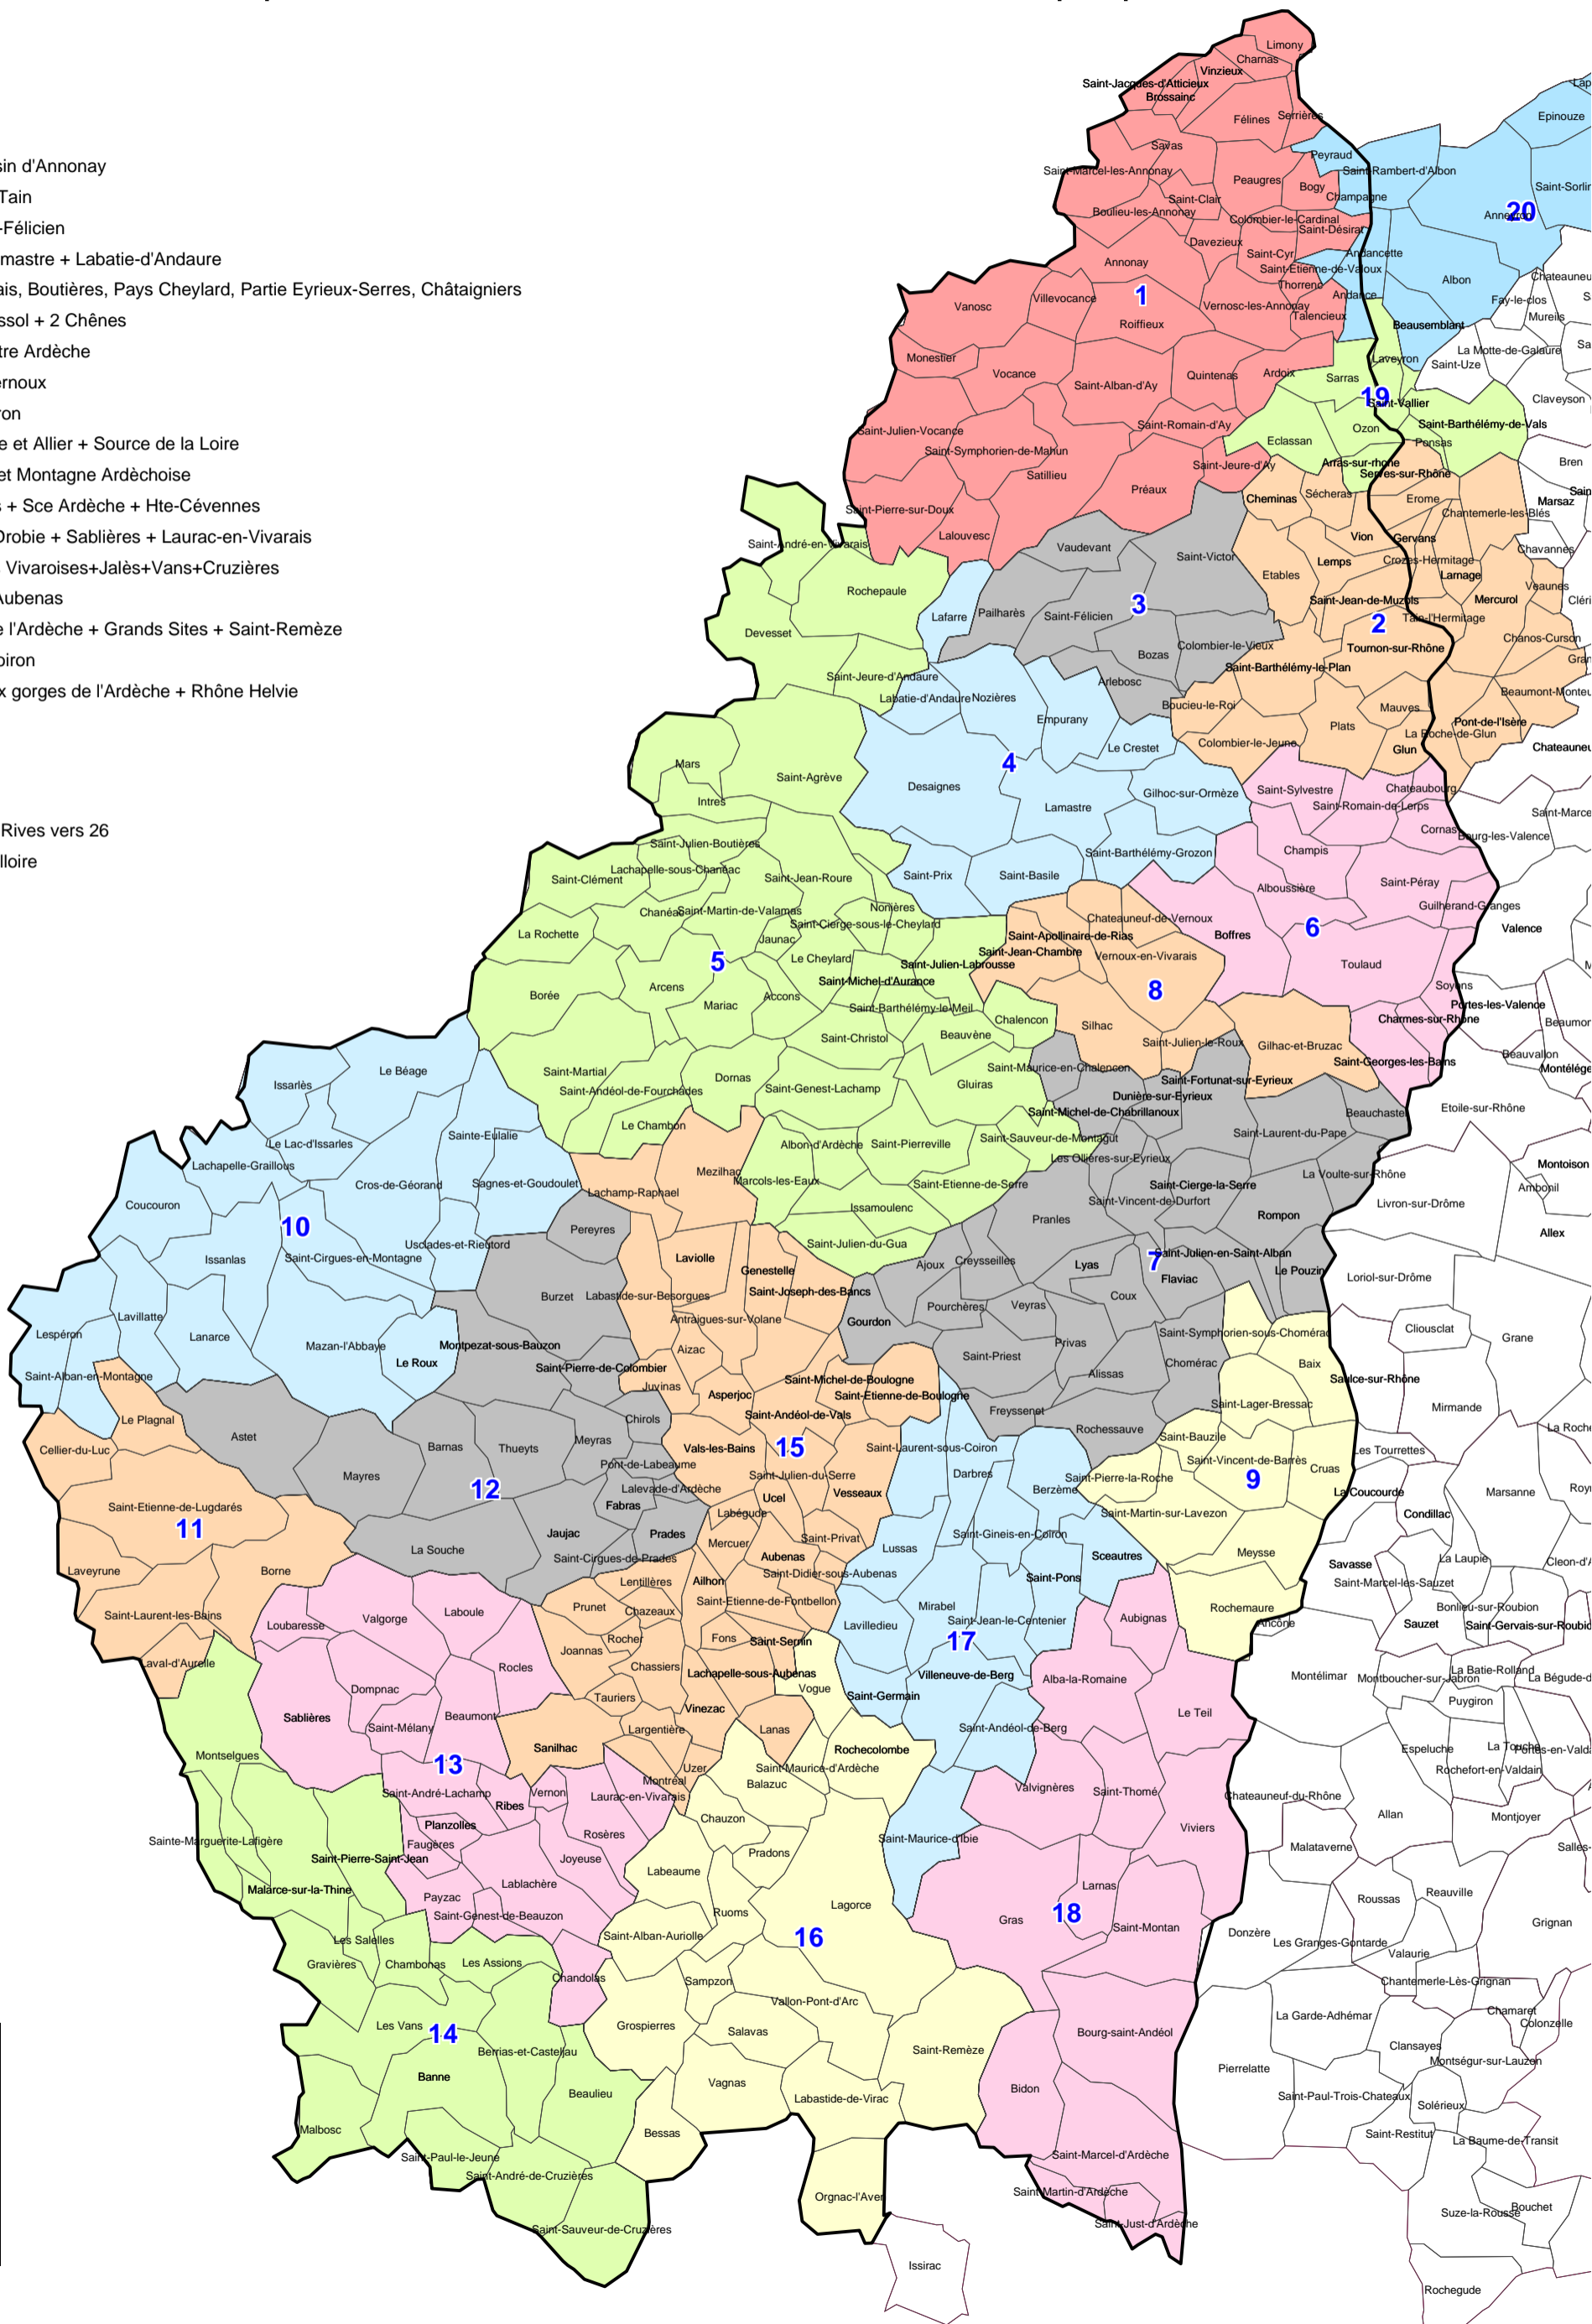 sin d'Annonay
Tain
-Félicien
mastre + Labatie-d'Andaure
ais, Boutières, Pays Cheylard, Partie Eyrieux-Serres, Châtaigniers
ssol + 2 Chênes
tre Ardèche
ernoux
ron
e et Allier + Source de la Loire
et Montagne Ardèchoise
s + Sce Ardèche + Hte-Cévennes
Drobie + Sablières + Laurac-en-Vivarais
s Vivaroises+Jalès+Vans+Cruzières
Aubenas
e l'Ardèche + Grands Sites + Saint-Remèze
oiron
x gorges de l'Ardèche + Rhône Helvie
Rives vers 26
lloire
Limony
Charnas
Vinzieux
Saint-Jacques-d'Atticieux
Brossainc
Félines
Serrières
Savas
Peyraud
Saint-Rambert-d'Albon
Epinouze
Saint-Marcel-les-Annonay
Peaugres
Bogy
Champagne
Saint-Clair
Boulieu-les-Annonay
Colombier-le-Cardinal
Saint-Désirat
Anneyron
20
Davezieux
Saint-Cyr
Andancette
Annonay
Saint-Etienne-de-Valoux
Albon
Thorrenc
Andance
1
Vanosc
Villevocance
Vernosc-les-Annonay
Talencieux
Roiffieux
Beausemblant
Fay-le-clos
Mureils
Monestier
Vocance
Saint-Alban-d'Ay
Quintenas
Ardoix
Sarras
Laveyron
La Motte-de-Galaure
Saint-Uze
19
Saint-Vallier
Claveyson
Saint-Julien-Vocance
Saint-Romain-d'Ay
Eclassan
Ozon
Saint-Barthélémy-de-Vals
Ponsas
Saint-Symphorien-de-Mahun
Satillieu
Saint-Jeure-d'Ay
Arras-sur-rhone
Serves-sur-Rhône
Bren
Préaux
Cheminas
Sécheras
Erome
Marsaz
Chantemerle-les-Blés
Saint-Pierre-sur-Doux
Lalouvesc
Vion
Gervans
Chavannes
Saint-André-en-Vivarais
Vaudevant
Saint-Victor
Lemps
Crozes-Hermitage
Larnage
Veaunes
Rochepaule
Etables
Saint-Jean-de-Muzols
Mercurol
Lafarre
Pailharès
Saint-Félicien
3
2
Tain-l'Hermitage
Devesset
Bozas
Colombier-le-Vieux
Tournon-sur-Rhône
Chanos-Curson
Saint-Barthélémy-le-Plan
Saint-Jeure-d'Andaure
Arlebosc
Labatie-d'Andaure
Nozières
Boucieu-le-Roi
Mauves
Empurany
Plats
La Roche-de-Glun
Pont-de-l'Isère
Colombier-le-Jeune
Le Crestet
Glun
Mars
Saint-Agrève
4
Desaignes
Gilhoc-sur-Ormèze
Saint-Sylvestre
Chateaubourg
Intres
Lamastre
Saint-Romain-de-Lerps
Cornas
Bourg-les-Valence
Saint-Julien-Boutières
Saint-Barthélémy-Grozon
Champis
Lachapelle-sous-Chanéac
Saint-Clément
Saint-Jean-Roure
Saint-Prix
Saint-Basile
Alboussière
Saint-Péray
Chanéac
Saint-Martin-de-Valamas
Nonières
Guilherand-Granges
Saint-Cierge-sous-le-Cheylard
Chateauneuf-de-Vernoux
6
Valence
La Rochette
Jaunac
Saint-Apollinaire-de-Rias
Boffres
Saint-Jean-Chambre
Vernoux-en-Vivarais
5
Le Cheylard
Saint-Julien-Labrousse
Toulaud
Saint-Michel-d'Aurance
Arcens
Borée
Accons
Mariac
8
Soyons
Saint-Barthélémy-le-Meil
Portes-les-Valence
Chalencon
Silhac
Charmes-sur-Rhône
Saint-Christol
Beauvène
Saint-Julien-le-Roux
Gilhac-et-Bruzac
Beauvallon
Saint-Georges-les-Bains
Le Béage
Saint-Martial
Saint-Maurice-en-Chalencon
Issarlès
Dornas
Gluiras
Saint-Fortunat-sur-Eyrieux
Saint-Andéol-de-Fourchades
Saint-Genest-Lachamp
Dunière-sur-Eyrieux
Saint-Michel-de-Chabrillanoux
Beauchastel
Etoile-sur-Rhône
Le Chambon
Saint-Laurent-du-Pape
Sainte-Eulalie
Saint-Sauveur-de-Montagut
Le Lac-d'Issarles
Albon-d'Ardèche
Saint-Pierreville
Les Ollières-sur-Eyrieux
Lachapelle-Graillous
Mezilhac
Marcols-les-Eaux
La Voulte-sur-Rhône
Montoison
Cros-de-Géorand
Sagnes-et-Goudoulet
Lachamp-Raphael
Saint-Etienne-de-Serre
Saint-Cierge-la-Serre
Ambonil
Coucouron
Saint-Vincent-de-Durfort
Livron-sur-Drôme
Issamoulenc
10
Pereyres
Pranles
Rompon
Allex
Saint-Julien-du-Gua
Usclades-et-Rieutord
Issanlas
Saint-Cirgues-en-Montagne
Laviolle
Creysseilles
Saint-Julien-en-Saint-Alban
Ajoux
Lyas
7
Genestelle
Flaviac
Le Pouzin
Loriol-sur-Drôme
Burzet
Labastide-sur-Besorgues
Saint-Joseph-des-Bancs
Coux
Pourchères
Veyras
Lavillatte
Antraigues-sur-Volane
Gourdon
Cliousclat
Lespéron
Lanarce
Saint-Symphorien-sous-Chomérac
Grane
Mazan-l'Abbaye
Montpezat-sous-Bauzon
Aizac
Saint-Priest
Privas
Le Roux
Chomérac
Baix
Saint-Pierre-de-Colombier
Alissas
Saint-Alban-en-Montagne
Saint-Michel-de-Boulogne
Saulce-sur-Rhône
Juvinas
Asperjoc
Saint-Etienne-de-Boulogne
Saint-Lager-Bressac
Mirmande
Le Plagnal
Chirols
Saint-Andéol-de-Vals
Freyssenet
Astet
Barnas
Thueyts
Meyras
Vals-les-Bains
15
Saint-Laurent-sous-Coiron
Rochessauve
Saint-Bauzile
Cellier-du-Luc
Les Tourrettes
Pont-de-Labeaume
Saint-Vincent-de-Barrès
Cruas
Mayres
Saint-Julien-du-Serre
Darbres
Saint-Pierre-la-Roche
9
Lalevade-d'Ardèche
Berzème
La Coucourde
Marsanne
12
Ucel
Vesseaux
Saint-Etienne-de-Lugdarés
Fabras
Labégude
Saint-Martin-sur-Lavezon
Condillac
11
Jaujac
Prades
Saint-Gineis-en-Coiron
Saint-Privat
Mercuer
Lussas
La Souche
Aubenas
Sceautres
Meysse
Saint-Cirgues-de-Prades
La Laupie
Laveyrune
Borne
Saint-Didier-sous-Aubenas
Saint-Pons
Savasse
Lentillères
Ailhon
Saint-Marcel-les-Sauzet
Saint-Etienne-de-Fontbellon
Prunet
Chazeaux
Mirabel
Rochemaure
Bonlieu-sur-Roubion
Saint-Laurent-les-Bains
Valgorge
Laboule
Saint-Jean-le-Centenier
Aubignas
Loubaresse
Lavilledieu
Ancône
Sauzet
Rocher
Fons
Saint-Sernin
17
Joannas
Laval-d'Aurelle
Rocles
Chassiers
Lachapelle-sous-Aubenas
Villeneuve-de-Berg
Alba-la-Romaine
Montélimar
Montboucher-sur-Jabron
La Batie-Rolland
Dompnac
Vogue
Saint-Germain
Tauriers
Vinezac
Puygiron
Sablières
Beaumont
Le Teil
Saint-Mélany
Largentière
Lanas
Saint-Andéol-de-Berg
Montselgues
Sanilhac
Rochecolombe
Espeluche
La Touche
13
Uzer
Saint-Maurice-d'Ardèche
Rochefort-en-Valdain
Montréal
Balazuc
Saint-André-Lachamp
Vernon
Laurac-en-Vivarais
Valvignères
Saint-Thomé
Chateauneuf-du-Rhône
Ribes
Allan
Montjoyer
Planzolles
Chauzon
Viviers
Sainte-Marguerite-Lafigère
Faugères
Rosères
Saint-Maurice-d'Ibie
Malataverne
Saint-Pierre-Saint-Jean
Joyeuse
Pradons
Labeaume
Malarce-sur-la-Thine
Lablachère
Larnas
Roussas
Reauville
Payzac
Lagorce
Saint-Genest-de-Beauzon
Ruoms
Gras
18
Saint-Montan
Grignan
16
Donzère
Les Salelles
Saint-Alban-Auriolle
Les Granges-Gontarde
Valaurie
Gravières
Chambonas
Les Assions
Chandolas
Sampzon
Chantemerle-Lès-Grignan
Vallon-Pont-d'Arc
Chamaret
Les Vans
Grospierres
Salavas
Bourg-saint-Andéol
La Garde-Adhémar
Colonzelle
14
Clansayes
Berrias-et-Casteljau
Saint-Remèze
Montségur-sur-Lauzon
Banne
Pierrelatte
Vagnas
Bidon
Beaulieu
Labastide-de-Virac
Saint-Paul-Trois-Chateaux
Solérieux
Malbosc
Bessas
Saint-Restitut
La Baume-de-Transit
Saint-Paul-le-Jeune
Saint-Marcel-d'Ardèche
Saint-André-de-Cruzières
Saint-Martin-d'Ardèche
Orgnac-l'Aven
Bouchet
Suze-la-Rousse
Saint-Just-d'Ardèche
Saint-Sauveur-de-Cruzières
Issirac
Rochegude